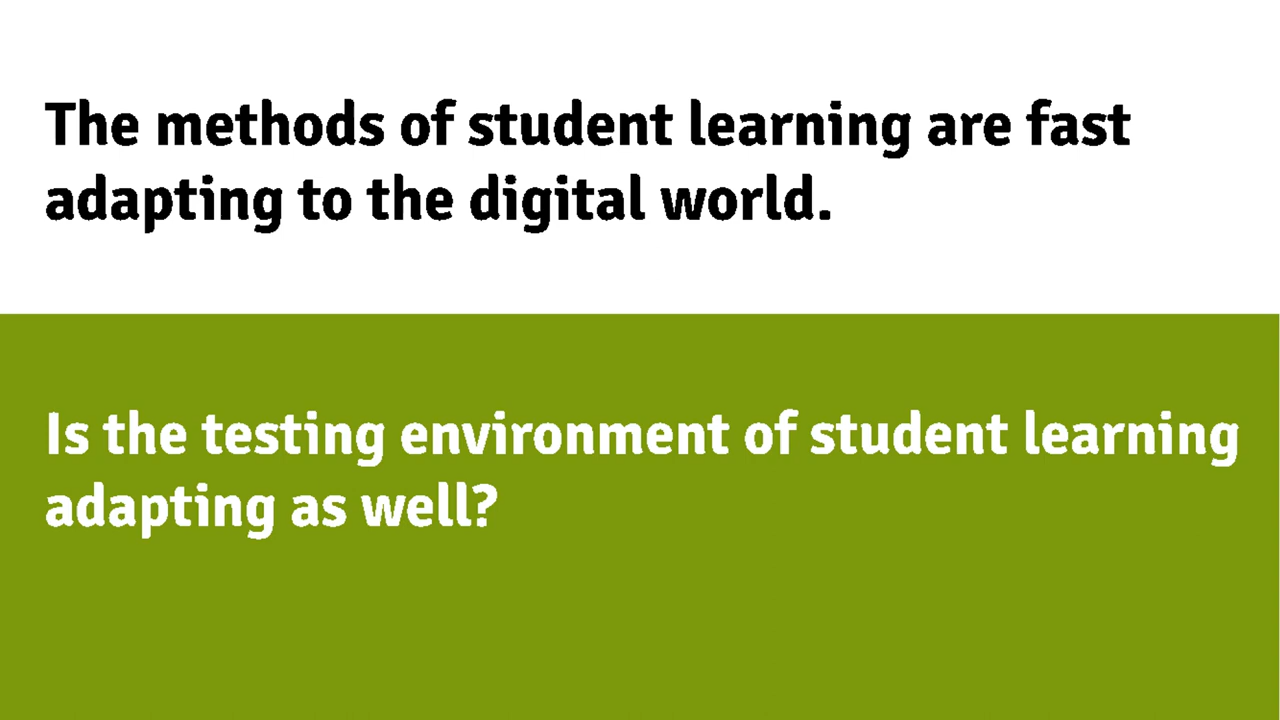 The methods of student learning are fast
adapting to the digital world.
Is the testing environment of student learning
adapting as well?